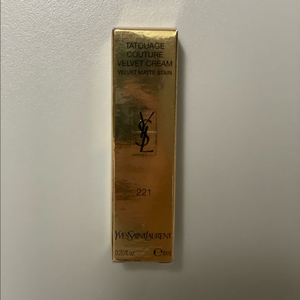 TATOUAGE
COUTURE
VELVET CREAM
VELVET MATTE STAIN
YSL
221
YVESSAINTLAURENT